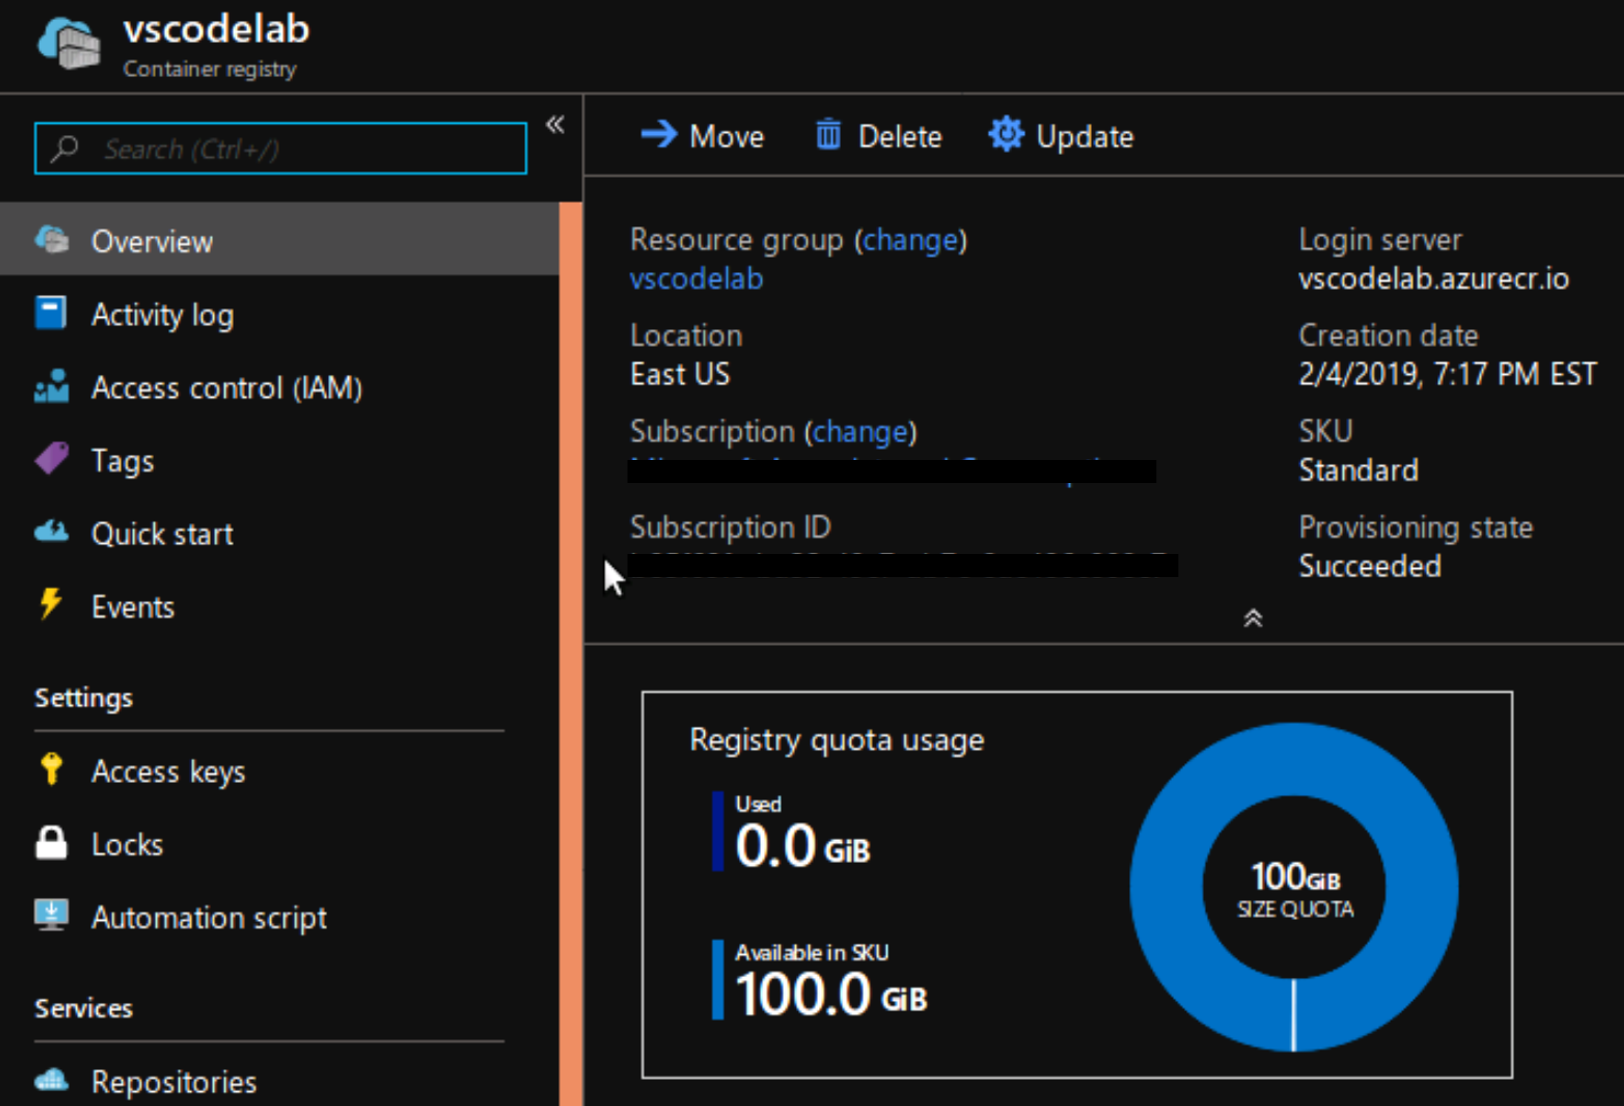 vscodelab
Container registry
Search (Ctrl+/)
«
Overview
Activity log
Access control (IAM)
Tags
Quick start
Events
Settings
Access keys
Locks
Automation script
Services
Repositories
Move
Delete
Update
Resource group (change)
vscodelab
Location
East US
Subscription (change)
Subscription ID
Login server
vscodelab.azurecr.io
Creation date
2/4/2019, 7:17 PM EST
SKU
Standard
Provisioning state
Succeeded
Registry quota usage
Used
0.0 GiB
Available in SKU
100.0 GiB
100GiB
SIZE QUOTA